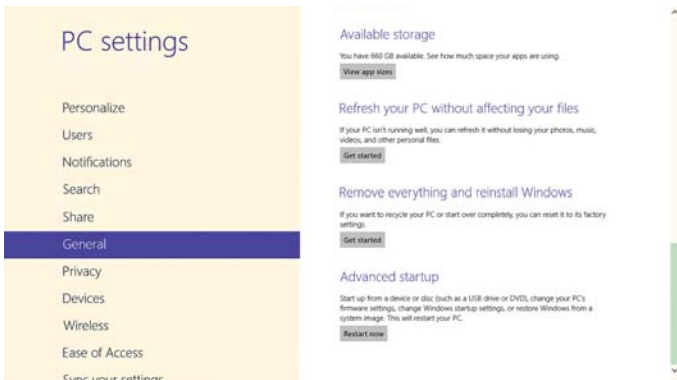 PC settings
Personalize
Users
Notifications
Search
Share
General
Privacy
Devices
Wireless
Ease of Access
Sync your settings
Available storage
You have 660 GB available. See how much space your apps are using.
View app sizes
Refresh your PC without affecting your files
If your PC isn't running well, you can refresh it without losing your photos, music,
videos, and other personal files.
Get started
Remove everything and reinstall Windows
If you want to recycle your PC or start over completely, you can reset it to its factory
settings.
Get started
Advanced startup
Start up from a device or disc (such as a USB drive or DVD), change your PC's
firmware settings, change Windows startup settings, or restore Windows from a
system image. This will restart your PC.
Restart now